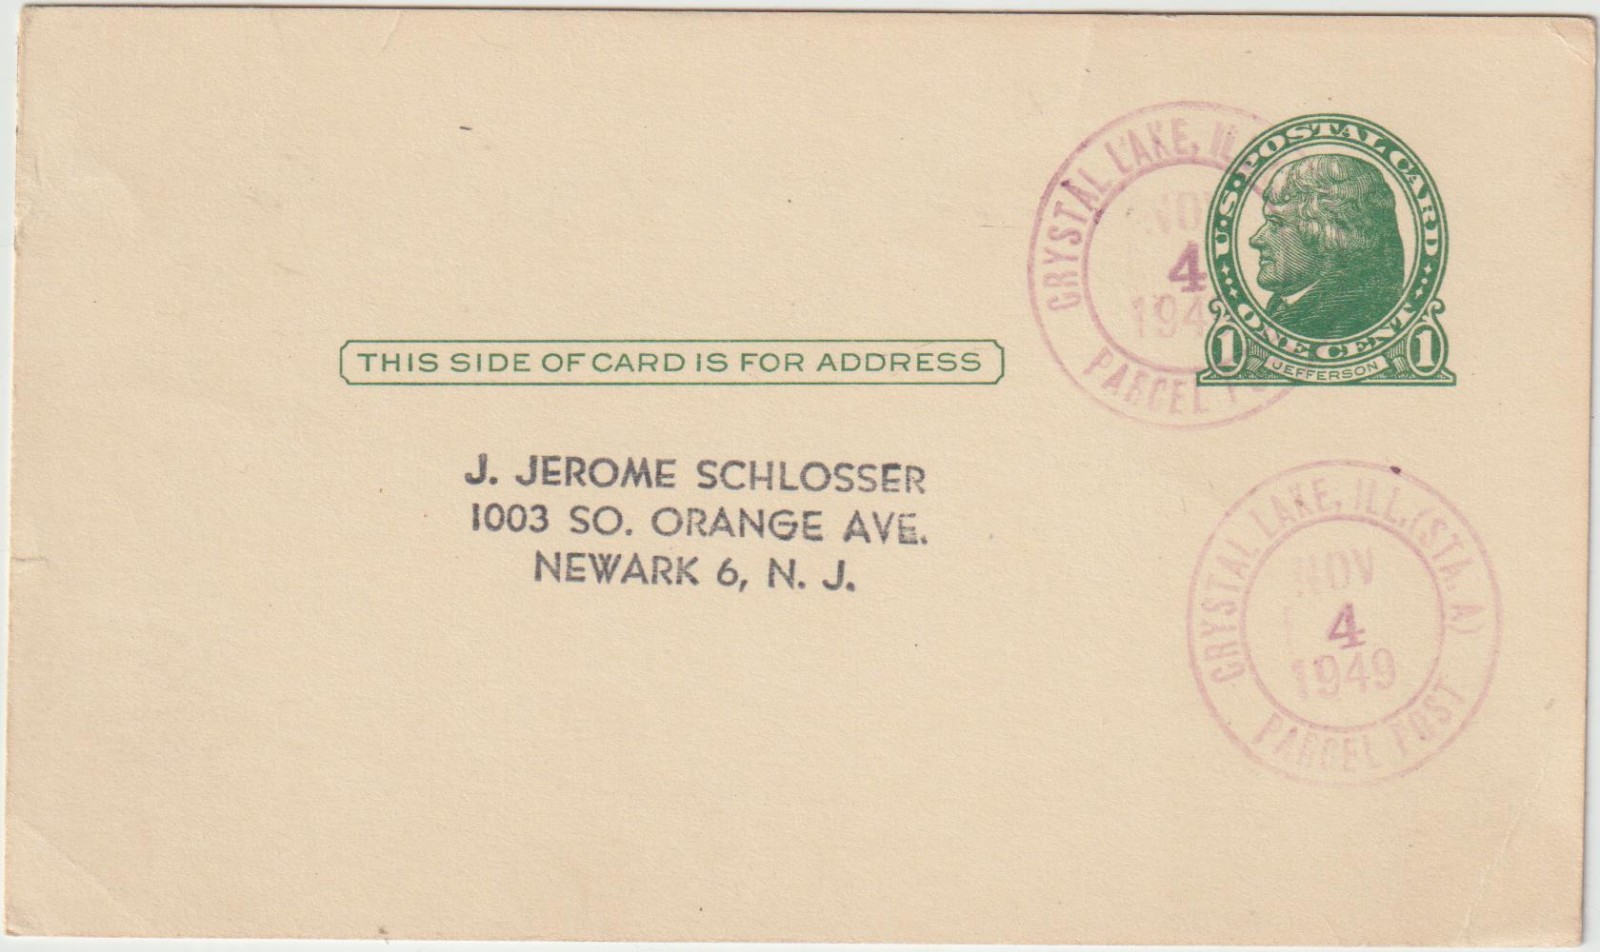 CRYSTAL LAKE, ILL
NOV
4
194
PARCEL
U.S. POSTAL CARD
ONE CENT
1 1
JEFFERSON
THIS SIDE OF CARD IS FOR ADDRESS
J. JEROME SCHLOSSER
1003 SO. ORANGE AVE.
NEWARK 6, N. J.
CRYSTAL LAKE, ILL. (STA. A)
NOV
4
1949
PARCEL POST